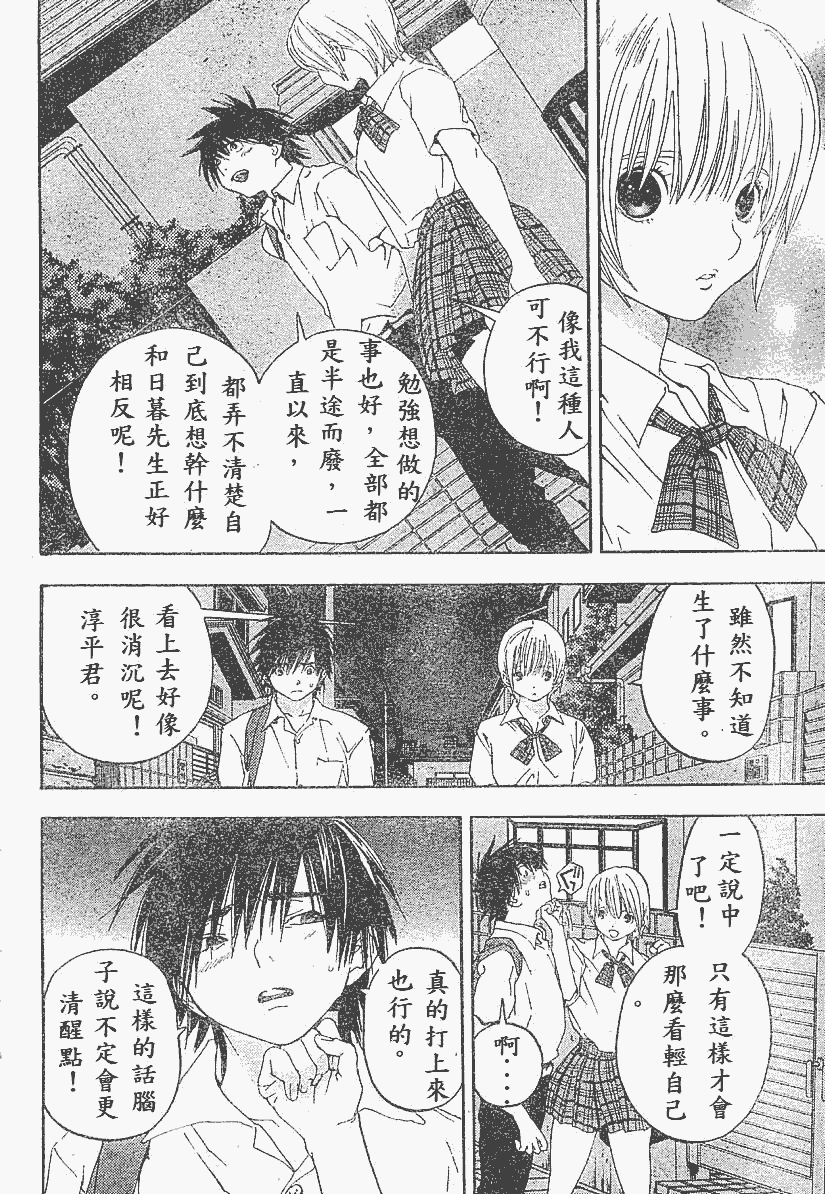 像我這種人
可不行啊！
勉強想做的
事也好，全部都
是半途而廢，一
直以來，
都弄不清楚自
己到底想幹什麼
和日暮先生正好
相反呢！
雖然不知道
生了什麼事。
看上去好像
很消沉呢！
淳平君。
一定說中
了吧！
只有這樣才會
那麼看輕自己
。
啊‥‥
真的打上來
也行的。
這樣的話腦
子說不定會更
清醒點！